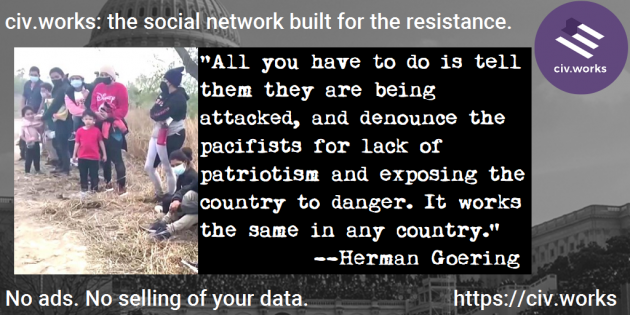 civ.works: the social network built for the resistance.
civ.works
"All you have to do is tell
them they are being
attacked, and denounce the
pacifists for lack of
patriotism and exposing the
country to danger. It works
the same in any country."
--Herman Goering
No ads. No selling of your data.
https://civ.works